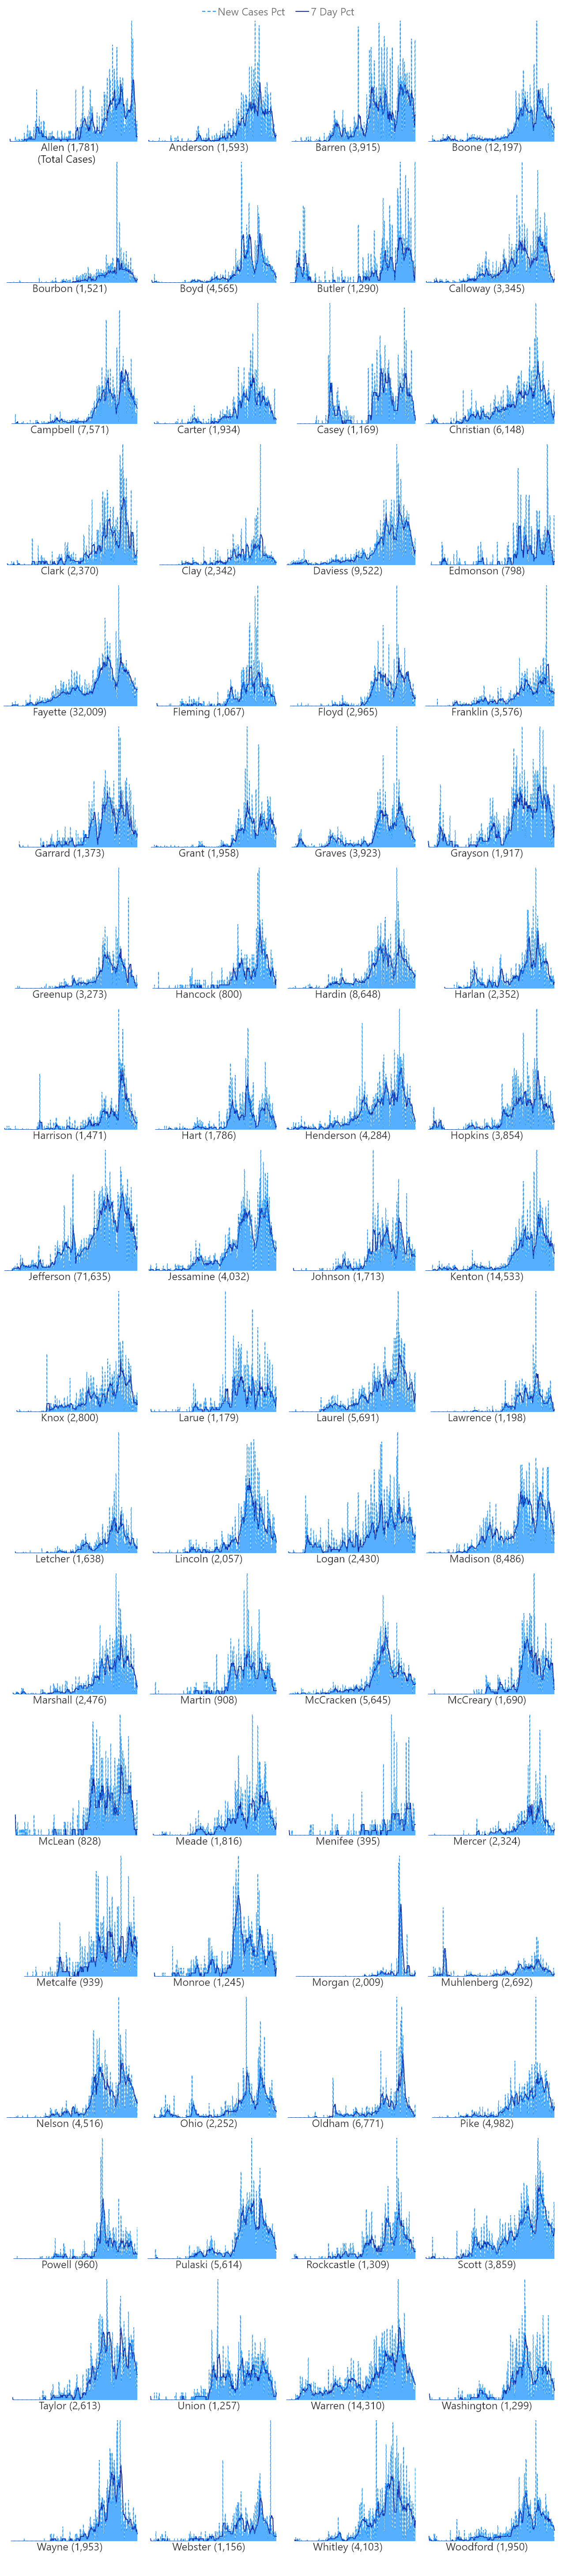 New Cases Pct 7 Day Pct
Allen (1,781) Anderson (1,593) Barren (3,915) Boone (12,197)
(Total Cases)
Bourbon (1,521) Boyd (4,565) Butler (1,290) Calloway (3,345)
Campbell (7,571) Carter (1,934) Casey (1,169) Christian (6,148)
Clark (2,370) Clay (2,342) Daviess (9,522) Edmonson (798)
Fayette (32,009) Fleming (1,067) Floyd (2,965) Franklin (3,576)
Garrard (1,373) Grant (1,958) Graves (3,923) Grayson (1,917)
Greenup (3,273) Hancock (800) Hardin (8,648) Harlan (2,352)
Harrison (1,471) Hart (1,786) Henderson (4,284) Hopkins (3,854)
Jefferson (71,635) Jessamine (4,032) Johnson (1,713) Kenton (14,533)
Knox (2,800) Larue (1,179) Laurel (5,691) Lawrence (1,198)
Letcher (1,638) Lincoln (2,057) Logan (2,430) Madison (8,486)
Marshall (2,476) Martin (908) McCracken (5,645) McCreary (1,690)
McLean (828) Meade (1,816) Menifee (395) Mercer (2,324)
Metcalfe (939) Monroe (1,245) Morgan (2,009) Muhlenberg (2,692)
Nelson (4,516) Ohio (2,252) Oldham (6,771) Pike (4,982)
Powell (960) Pulaski (5,614) Rockcastle (1,309) Scott (3,859)
Taylor (2,613) Union (1,257) Warren (14,310) Washington (1,299)
Wayne (1,953) Webster (1,156) Whitley (4,103) Woodford (1,950)